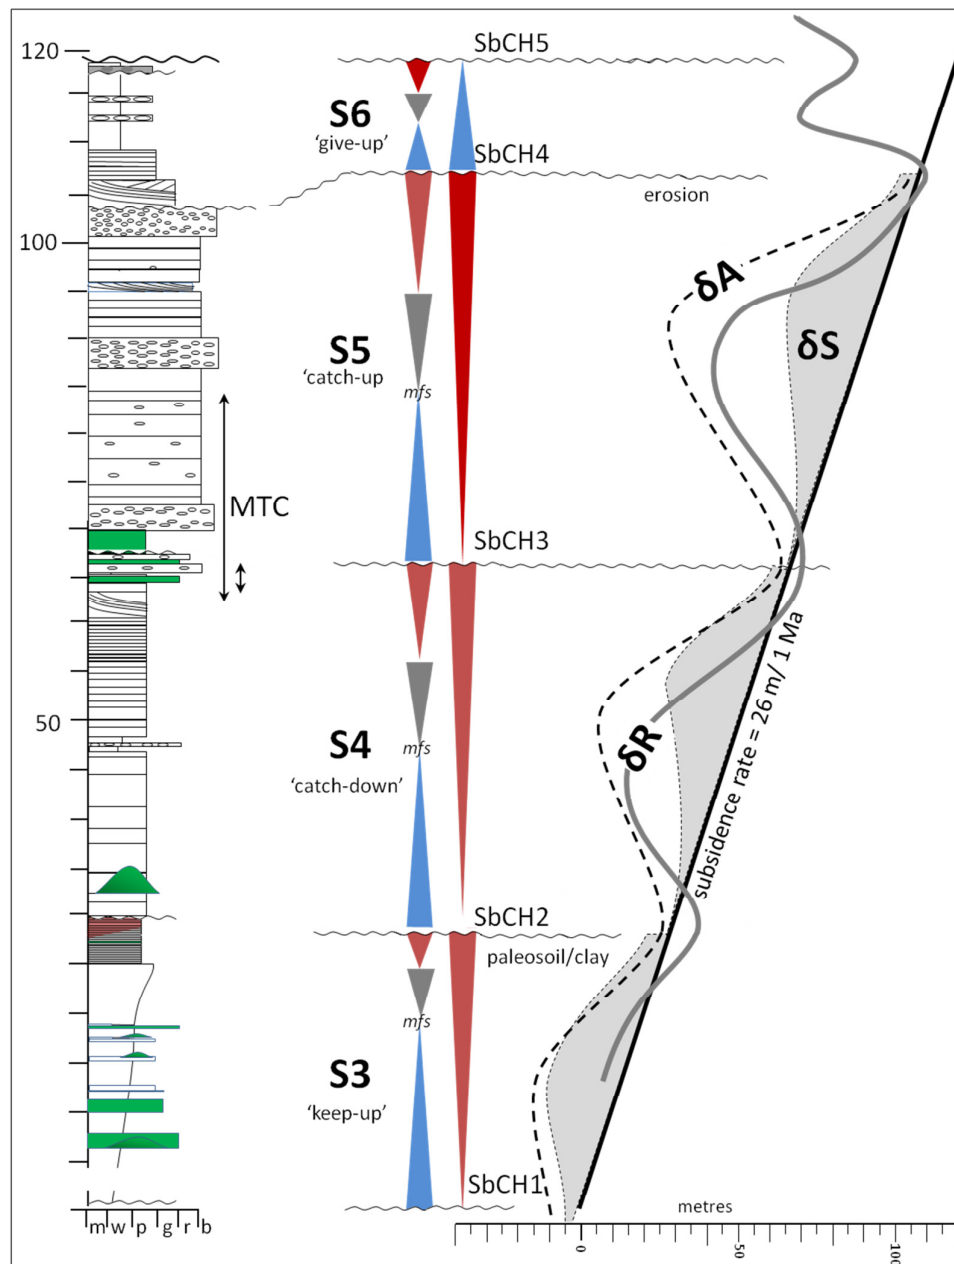 120
SbCH5
S6
‘give-up’
SbCH4
erosion
100
δA
S5
‘catch-up
mfs
δS
MTC
SbCH3
50
S4
mfs
‘catch-down’
δR
subsidence rate = 26 m/ 1 Ma
SbCH2
paleosoil/clay
mfs
S3
‘keep-up’
SbCH1
metres
m w p g r b
0 50 100